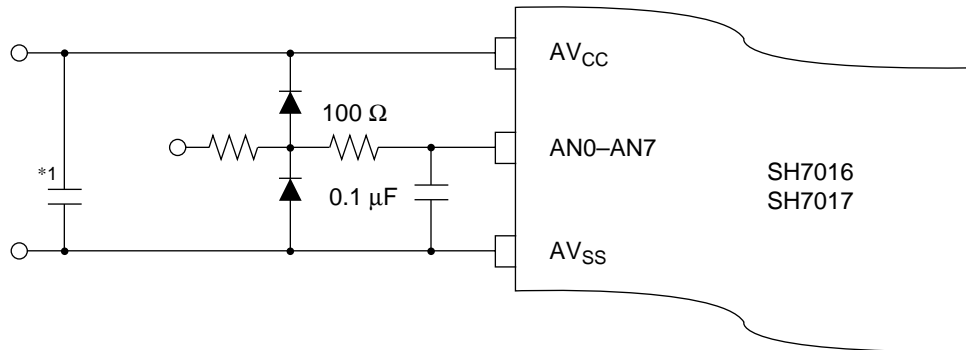 AVCC
100 Ω
AN0–AN7
*1
0.1 μF
SH7016
SH7017
AVSS